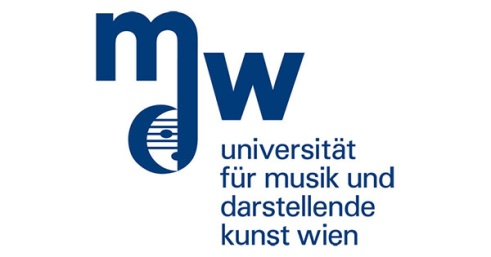 mdw
universität
für musik und
darstellende
kunst wien